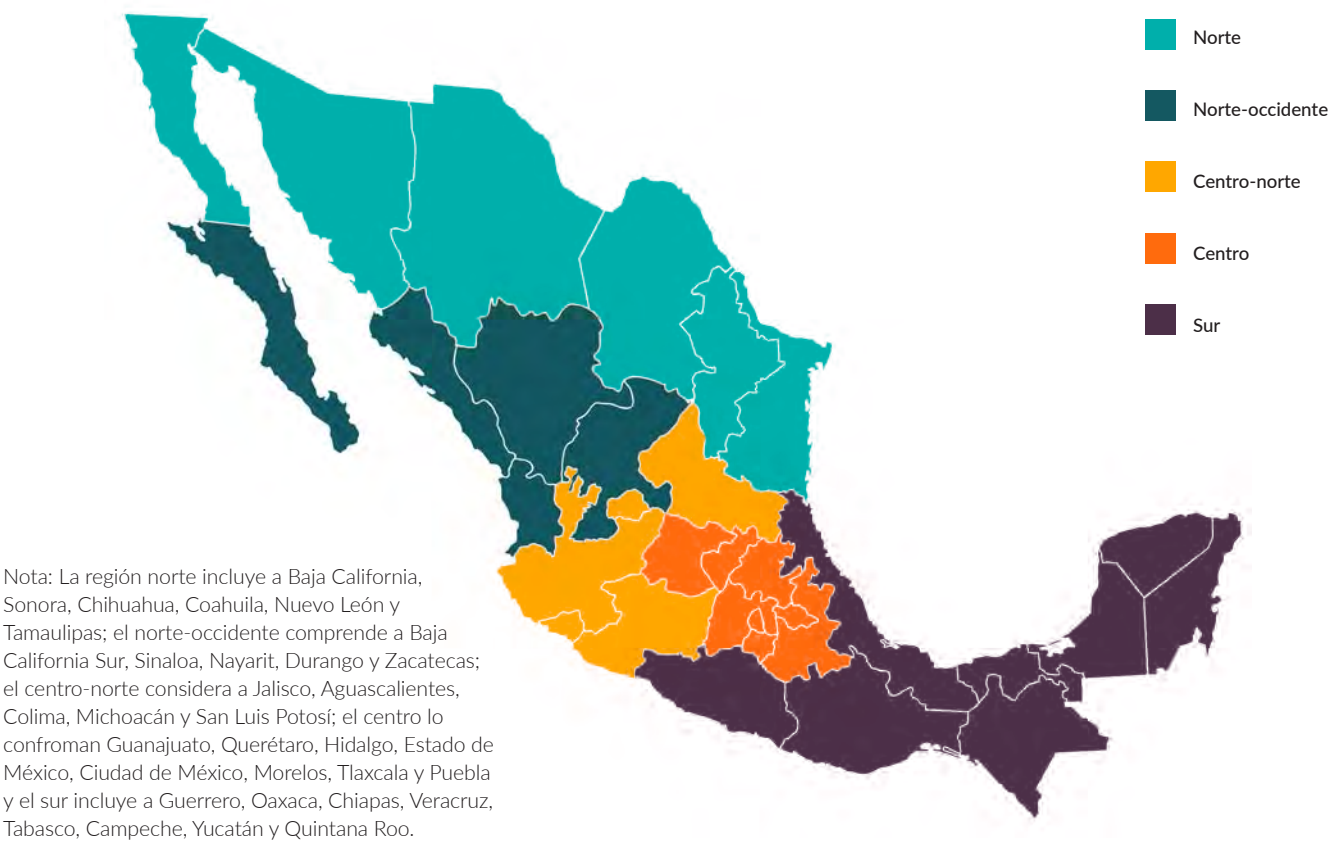 Norte
Norte-occidente
Centro-norte
Centro
Sur
Nota: La región norte incluye a Baja California,
Sonora, Chihuahua, Coahuila, Nuevo León y
Tamaulipas; el norte-occidente comprende a Baja
California Sur, Sinaloa, Nayarit, Durango y Zacatecas;
el centro-norte considera a Jalisco, Aguascalientes,
Colima, Michoacán y San Luis Potosí; el centro lo
confroman Guanajuato, Querétaro, Hidalgo, Estado de
México, Ciudad de México, Morelos, Tlaxcala y Puebla
y el sur incluye a Guerrero, Oaxaca, Chiapas, Veracruz,
Tabasco, Campeche, Yucatán y Quintana Roo.